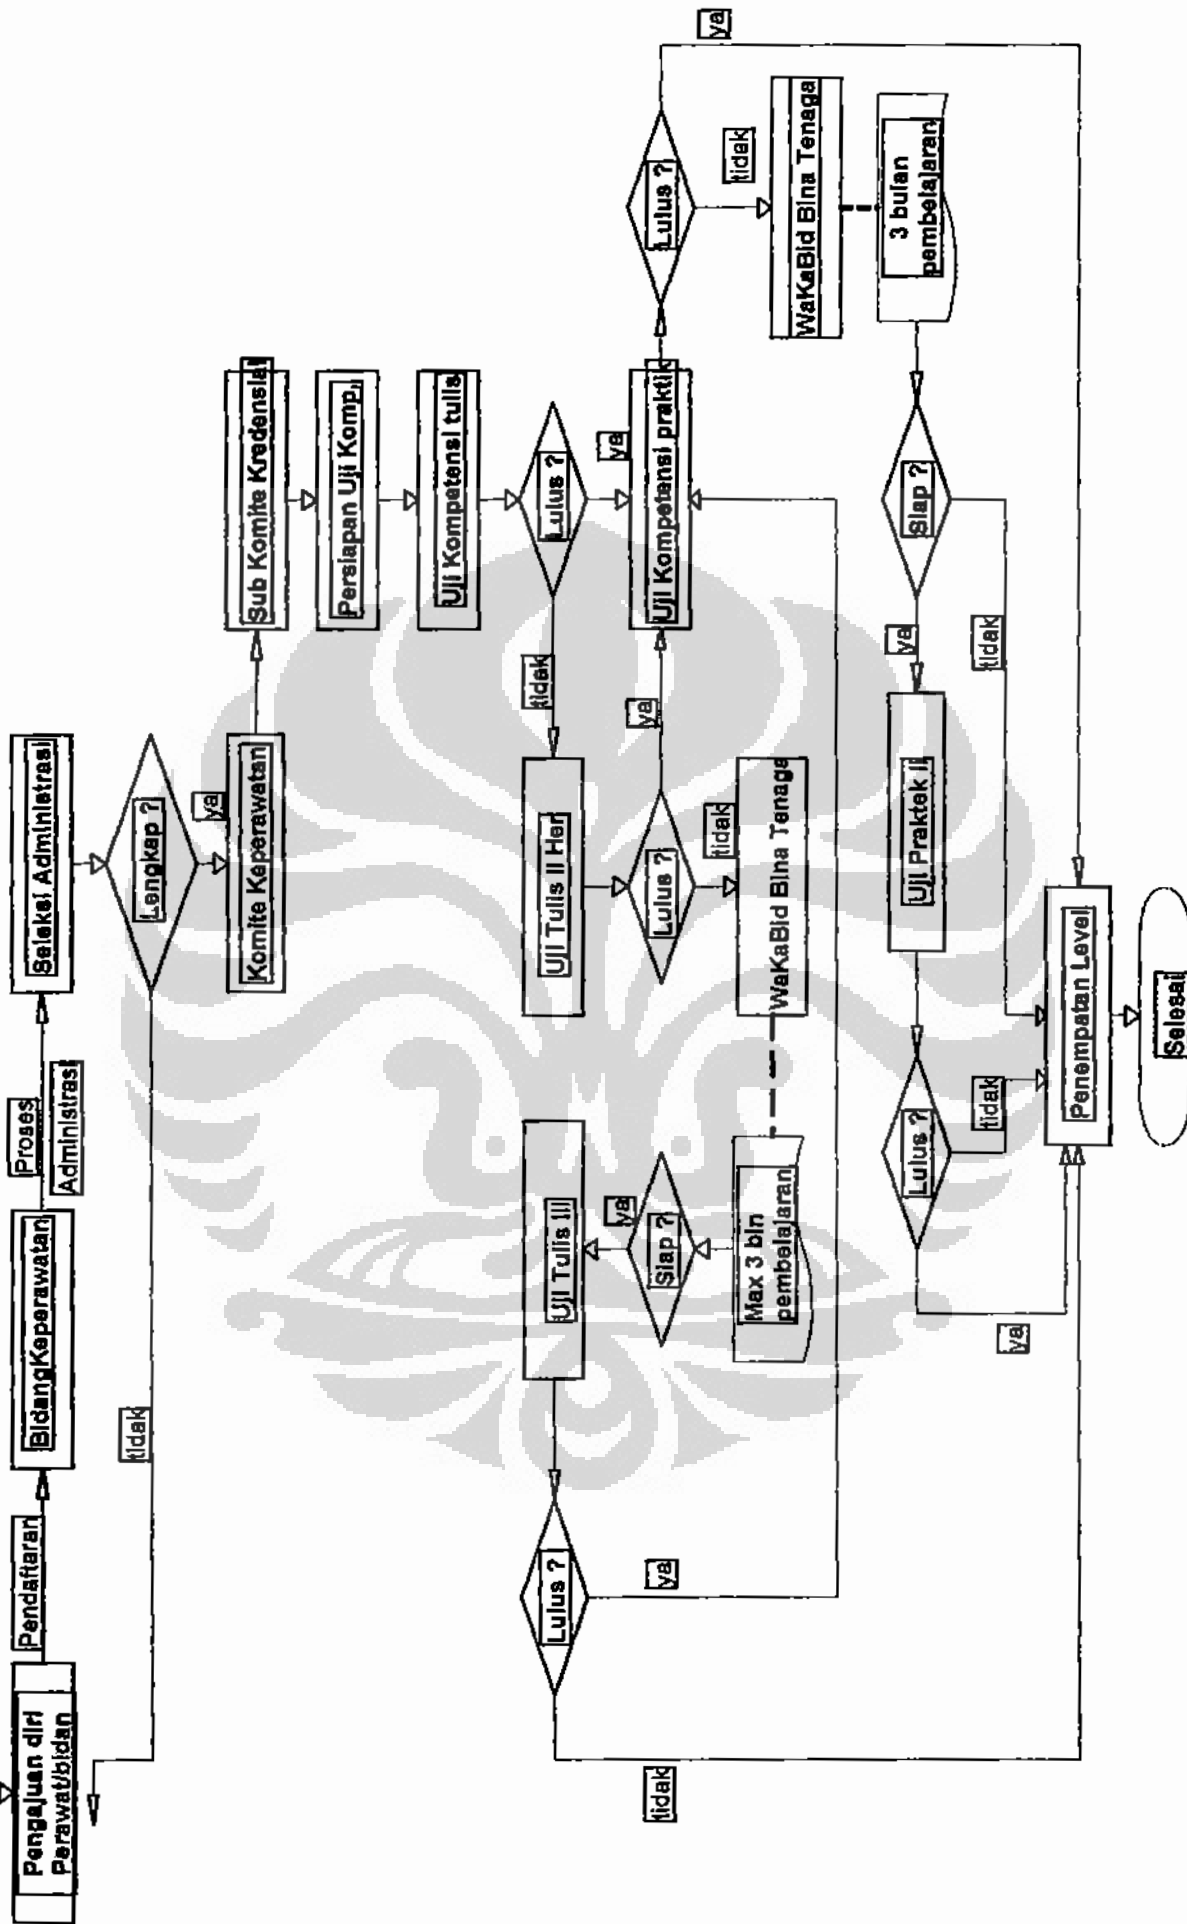 Pengajuan diri
Perawat/bidan
Pendaftaran
BidangKeperawatan
Proses
Administrasi
Seleksi Administrasi
Lengkap ?
tidak
ya
Komite Keperawatan
Sub Komite Kredensial
Persiapan Uji Komp.
Uji Kompetensi tulis
Lulus ?
tidak
ya
Uji Tulis II Her
Lulus ?
ya
tidak
WaKaBid Bina Tenaga
Max 3 bln
pembelajaran
Siap ?
ya
Uji Tulis III
Lulus ?
ya
tidak
Uji Kompetensi praktik
Lulus ?
ya
tidak
WaKaBid Bina Tenaga
3 bulan
pembelajaran
Siap ?
ya
tidak
Uji Praktek II
Lulus ?
tidak
ya
Penempatan Level
Selesai